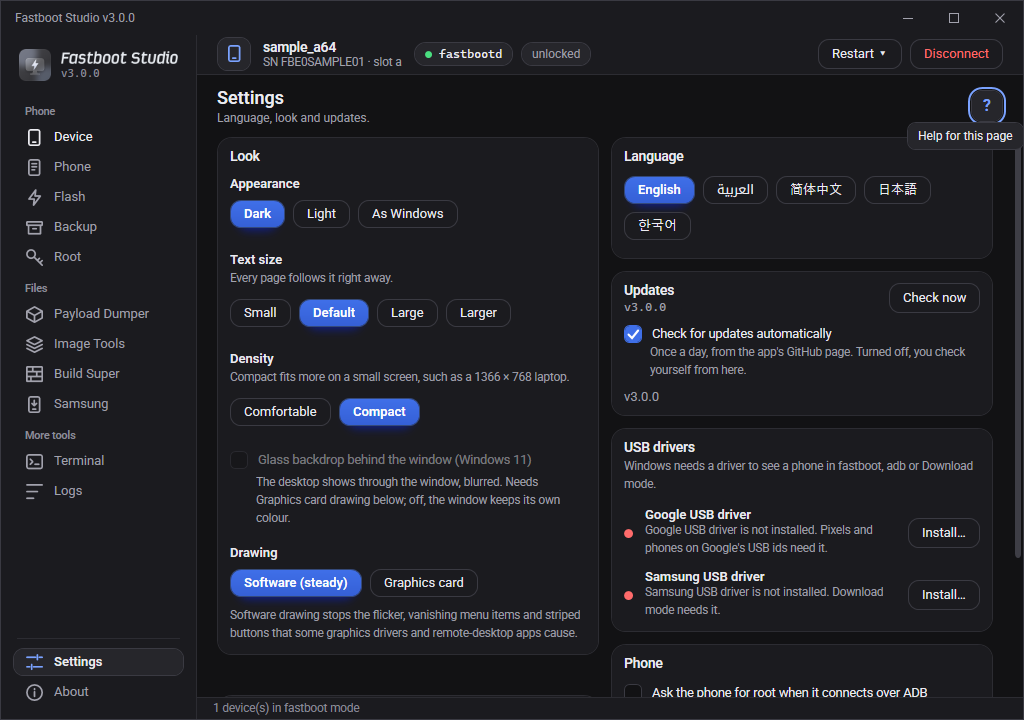 Fastboot Studio v3.0.0
Fastboot Studio
v3.0.0
Phone
Device
Phone
Flash
Backup
Root
Files
Payload Dumper
Image Tools
Build Super
Samsung
More tools
Terminal
Logs
Settings
About
sample_a64
SN FBE0SAMPLE01 · slot a
fastbootd
unlocked
Restart
Disconnect
Settings
Language, look and updates.
?
Help for this page
Look
Appearance
Dark
Light
As Windows
Text size
Every page follows it right away.
Small
Default
Large
Larger
Density
Compact fits more on a small screen, such as a 1366 × 768 laptop.
Comfortable
Compact
Glass backdrop behind the window (Windows 11)
The desktop shows through the window, blurred. Needs
Graphics card drawing below; off, the window keeps its own
colour.
Drawing
Software (steady)
Graphics card
Software drawing stops the flicker, vanishing menu items and striped
buttons that some graphics drivers and remote-desktop apps cause.
Language
English
العربية
简体中文
日本語
한국어
Updates
v3.0.0
Check now
Check for updates automatically
Once a day, from the app's GitHub page. Turned off, you check
yourself from here.
v3.0.0
USB drivers
Windows needs a driver to see a phone in fastboot, adb or Download
mode.
Google USB driver
Google USB driver is not installed. Pixels and
phones on Google's USB ids need it.
Install…
Samsung USB driver
Samsung USB driver is not installed. Download
mode needs it.
Install…
Phone
Ask the phone for root when it connects over ADB
1 device(s) in fastboot mode